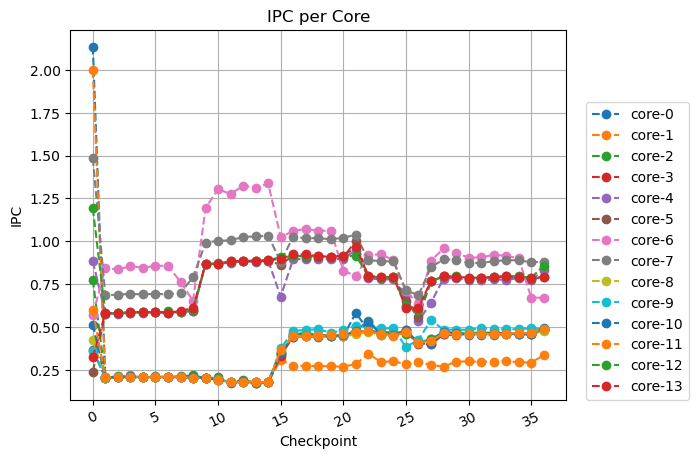 IPC per Core
IPC
2.00
1.75
1.50
1.25
1.00
0.75
0.50
0.25
0
5
10
15
20
25
30
35
Checkpoint
core-0
core-1
core-2
core-3
core-4
core-5
core-6
core-7
core-8
core-9
core-10
core-11
core-12
core-13